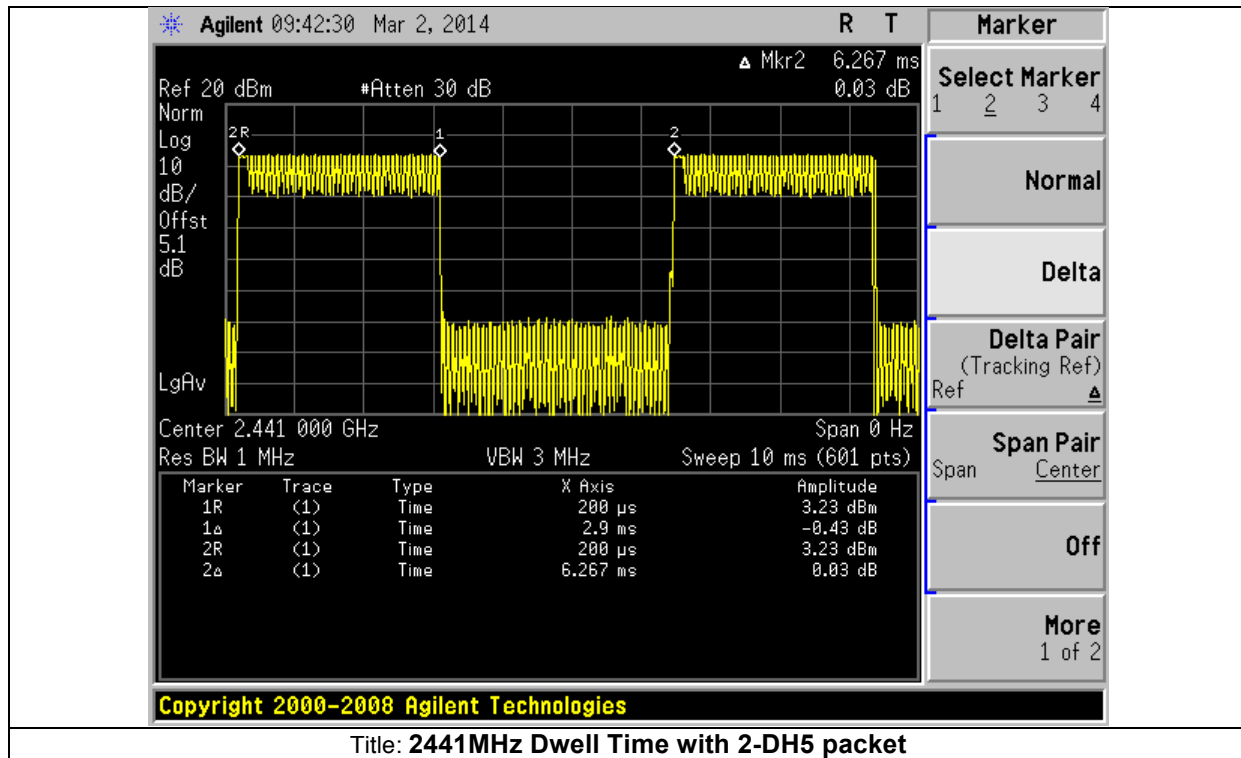 Agilent 09:42:30 Mar 2, 2014 R T
Δ Mkr2 6.267 ms
Ref 20 dBm #Atten 30 dB 0.03 dB
Norm
Log
10
dB/
Offst
5.1
dB
LgAv
2R 1 2
Center 2.441 000 GHz Span 0 Hz
Res BW 1 MHz VBW 3 MHz Sweep 10 ms (601 pts)
Marker Trace Type X Axis Amplitude
1R (1) Time 200 µs 3.23 dBm
1Δ (1) Time 2.9 ms -0.43 dB
2R (1) Time 200 µs 3.23 dBm
2Δ (1) Time 6.267 ms 0.03 dB
Marker
Select Marker
1 2 3 4
Normal
Delta
Delta Pair
(Tracking Ref)
Ref Δ
Span Pair
Span Center
Off
More
1 of 2
Copyright 2000-2008 Agilent Technologies
Title: 2441MHz Dwell Time with 2-DH5 packet